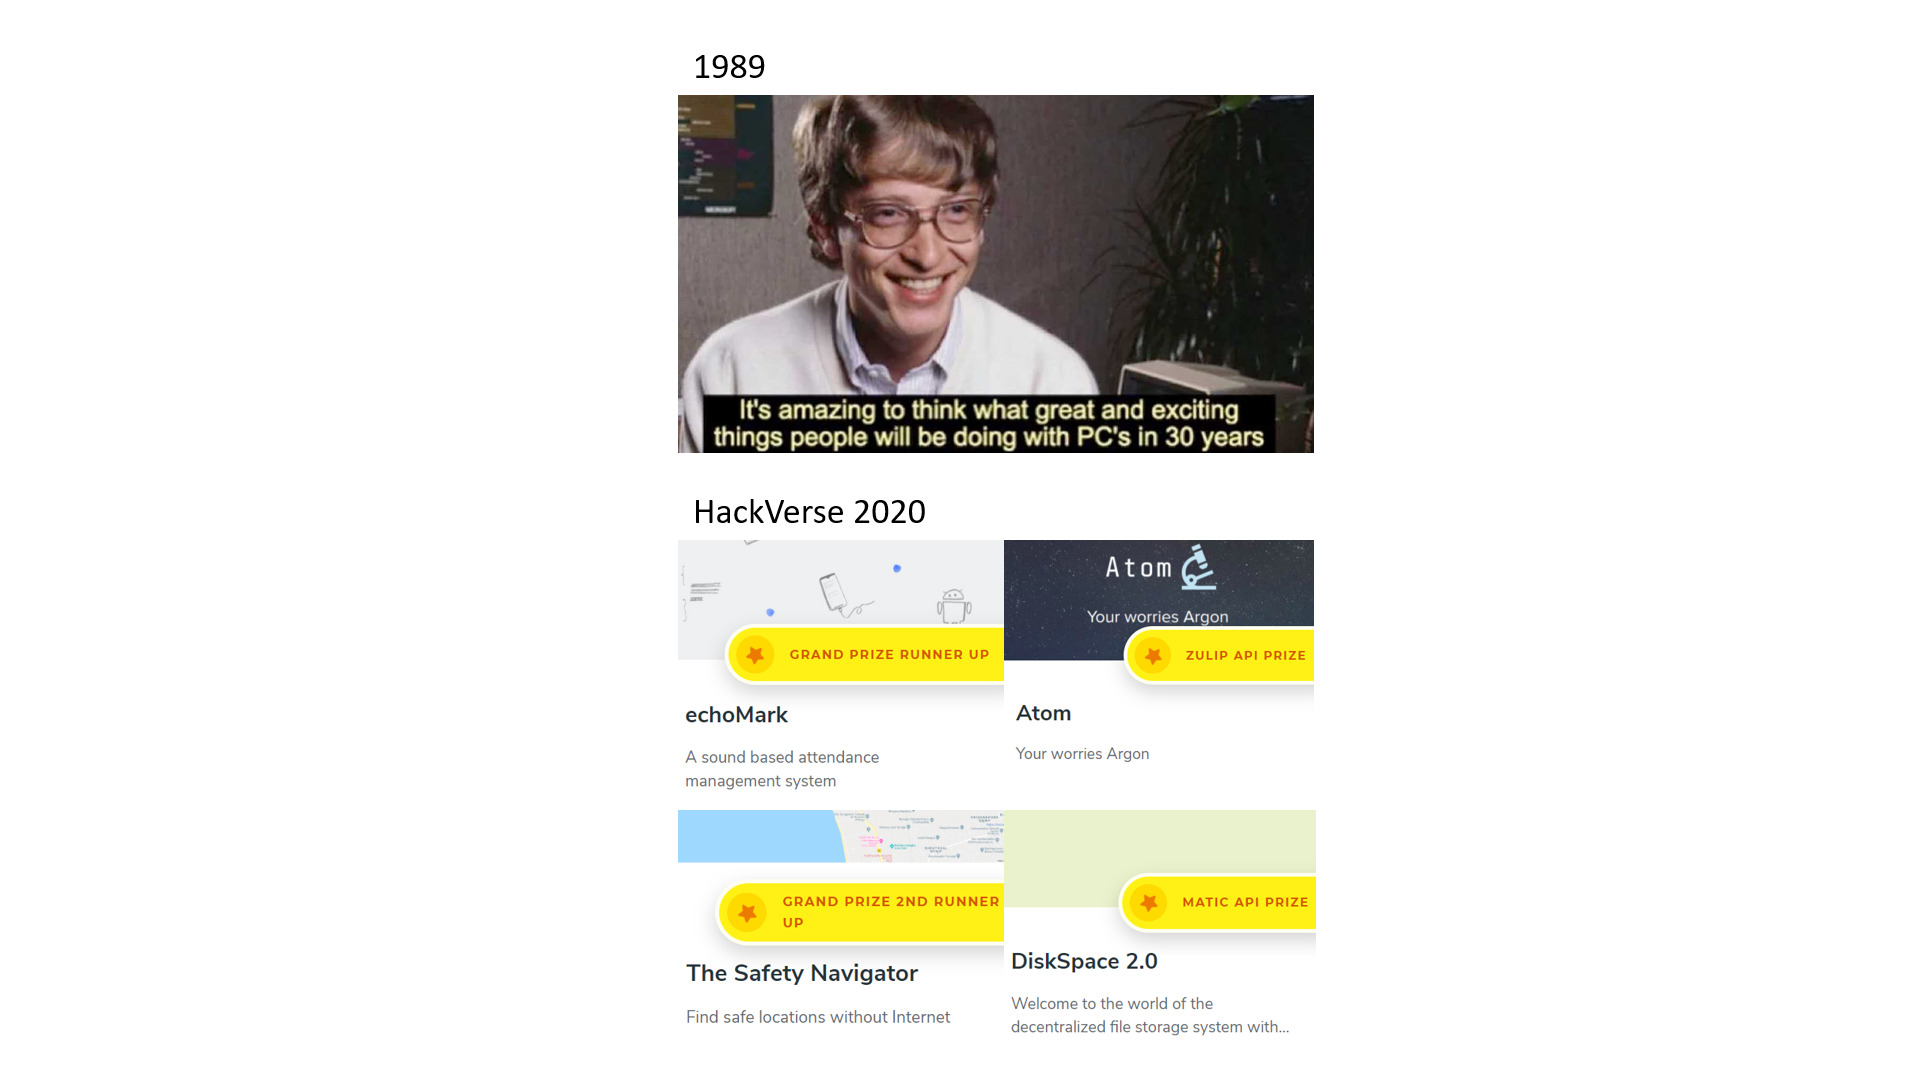 1989
It's amazing to think what great and exciting
things people will be doing with PC's in 30 years
HackVerse 2020
GRAND PRIZE RUNNER UP
echoMark
A sound based attendance
management system
Atom
Your worries Argon
ZULIP API PRIZE
Atom
Your worries Argon
GRAND PRIZE 2ND RUNNER
UP
The Safety Navigator
Find safe locations without Internet
MATIC API PRIZE
DiskSpace 2.0
Welcome to the world of the
decentralized file storage system with...